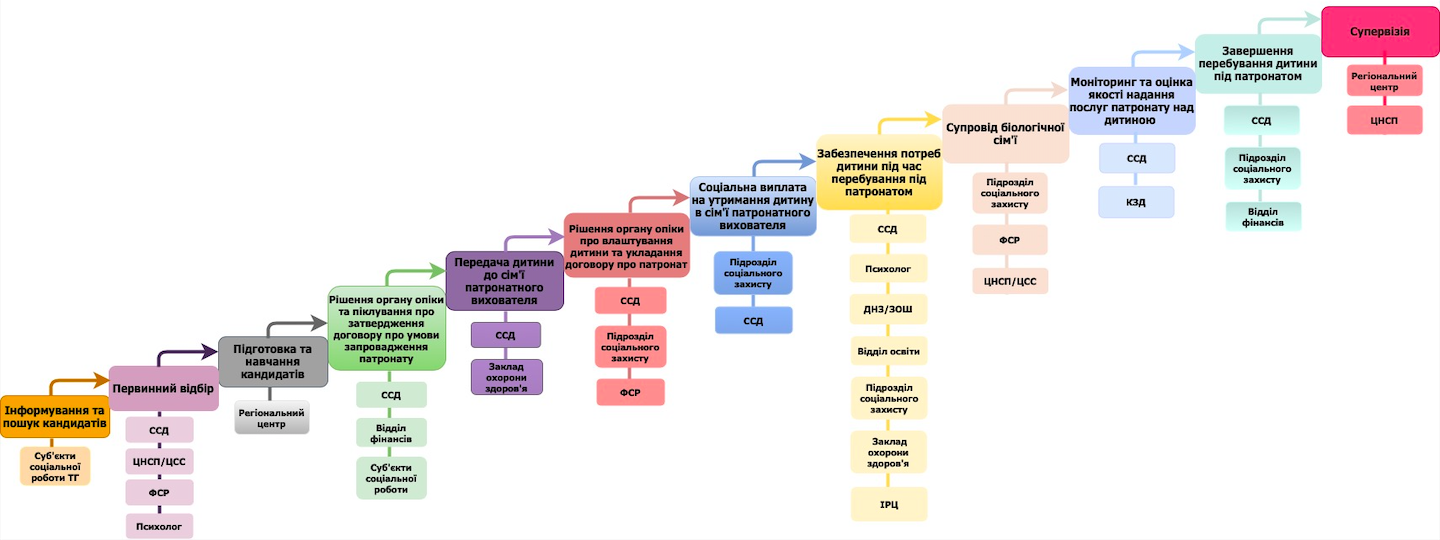 Інформування та
пошук кандидатів
Суб'єкти
соціальної
роботи ТГ
Первинний відбір
ССД
ЦНСП/ЦСС
ФСР
Психолог
Підготовка та
навчання
кандидатів
Регіональний
центр
Рішення органу опіки
та піклування про
затвердження
договору про умови
запровадження
патронату
ССД
Відділ
фінансів
Суб'єкти
соціальної
роботи
Передача дитини
до сім'ї
патронатного
вихователя
ССД
Заклад
охорони
здоров'я
Рішення органу опіки
про влаштування
дитини та укладання
договору про патронат
ССД
Підрозділ
соціального
захисту
ФСР
Соціальна виплата
на утримання дитину
в сім'ї патронатного
вихователя
Підрозділ
соціального
захисту
ССД
Забезпечення потреб
дитини під час
перебування під
патронатом
ССД
Психолог
ДНЗ/ЗОШ
Відділ освіти
Підрозділ
соціального
захисту
Заклад
охорони
здоров'я
ІРЦ
Супровід біологічної
сім'ї
Підрозділ
соціального
захисту
ФСР
ЦНСП/ЦСС
Моніторинг та оцінка
якості надання
послуг патронату над
дитиною
ССД
КЗД
Завершення
перебування дитини
під патронатом
ССД
Підрозділ
соціального
захисту
Відділ
фінансів
Супервізія
Регіональний
центр
ЦНСП